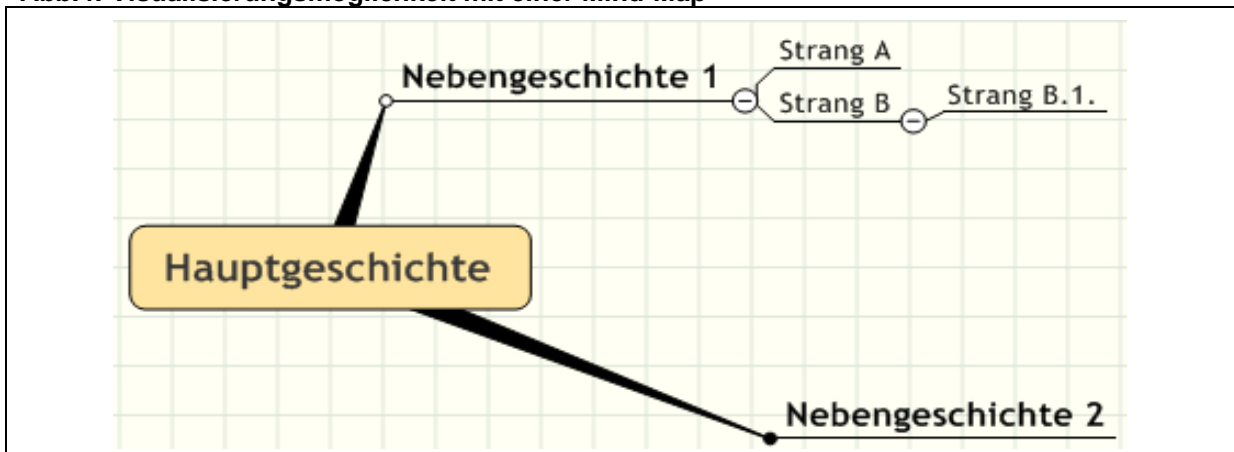 Strang A
Nebengeschichte 1
Strang B
Strang B.1.
Hauptgeschichte
Nebengeschichte 2